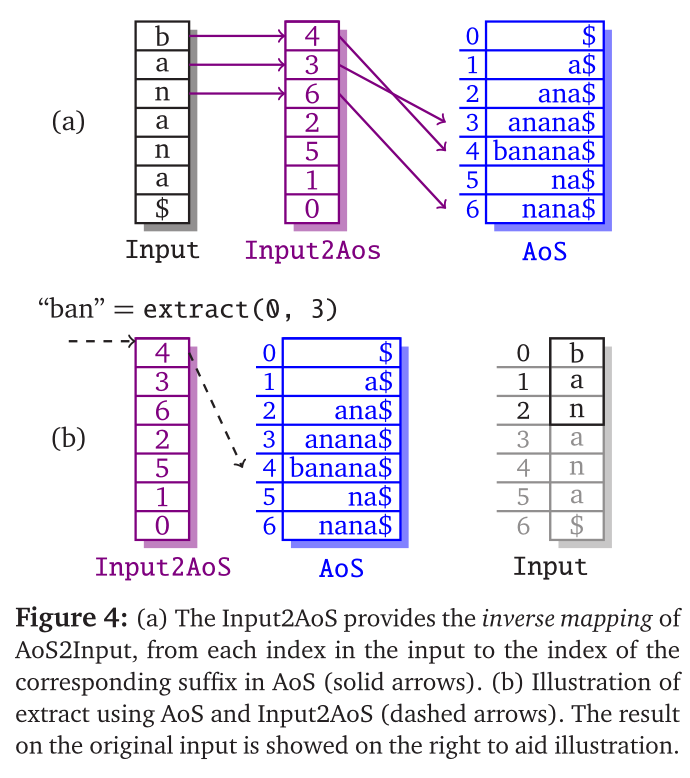 b 4 0 $
a 3 1 a$
n 6 2 ana$
(a) a 2 3 anana$
n 5 4 banana$
a 1 5 na$
$ 0 6 nana$
Input Input2Aos AoS
“ban” = extract(0, 3)
4 0 $ 0 b
3 1 a$ 1 a
6 2 ana$ 2 n
(b) 2 3 anana$ 3 a
5 4 banana$ 4 n
1 5 na$ 5 a
0 6 nana$ 6 $
Input2AoS AoS Input
Figure 4: (a) The Input2AoS provides the inverse mapping of
AoS2Input, from each index in the input to the index of the
corresponding suffix in AoS (solid arrows). (b) Illustration of
extract using AoS and Input2AoS (dashed arrows). The result
on the original input is showed on the right to aid illustration.